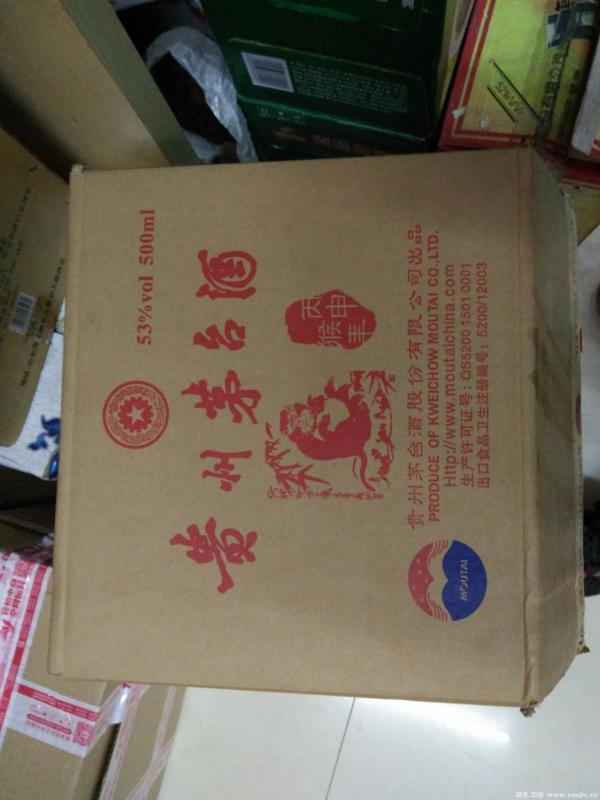 53%vol 500ml
贵州茅台酒
丙申
猴年
贵州茅台酒股份有限公司出品
PRODUCE OF KWEICHOW MOUTAI CO.,LTD.
Http://www.moutaichina.com
生产许可证号：QS5200 1501 0001
出口食品卫生注册编号：5200/12003
MOUTAI